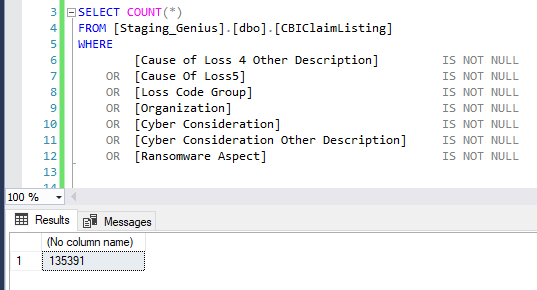 3 SELECT COUNT(*)
4 FROM [Staging_Genius].[dbo].[CBIClaimListing]
5 WHERE
6 [Cause of Loss 4 Other Description] IS NOT NULL
7 OR [Cause Of Loss5] IS NOT NULL
8 OR [Loss Code Group] IS NOT NULL
9 OR [Organization] IS NOT NULL
10 OR [Cyber Consideration] IS NOT NULL
11 OR [Cyber Consideration Other Description] IS NOT NULL
12 OR [Ransomware Aspect] IS NOT NULL
13
100 %
Results Messages
(No column name)
1 135391